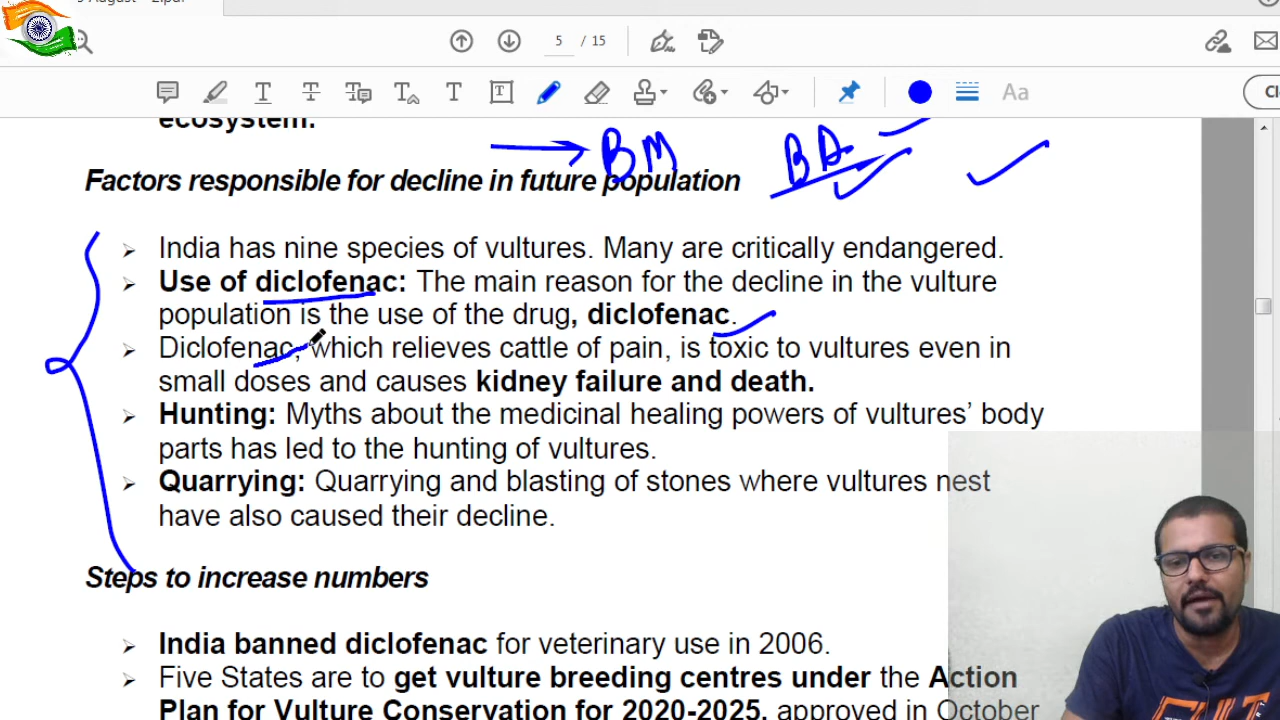 5 / 15
Aa
ecosystem.
BM
BD
Factors responsible for decline in future population
➢ India has nine species of vultures. Many are critically endangered.
➢ Use of diclofenac: The main reason for the decline in the vulture
population is the use of the drug, diclofenac.
➢ Diclofenac, which relieves cattle of pain, is toxic to vultures even in
small doses and causes kidney failure and death.
➢ Hunting: Myths about the medicinal healing powers of vultures’ body
parts has led to the hunting of vultures.
➢ Quarrying: Quarrying and blasting of stones where vultures nest
have also caused their decline.
Steps to increase numbers
➢ India banned diclofenac for veterinary use in 2006.
➢ Five States are to get vulture breeding centres under the Action
Plan for Vulture Conservation for 2020-2025, approved in October